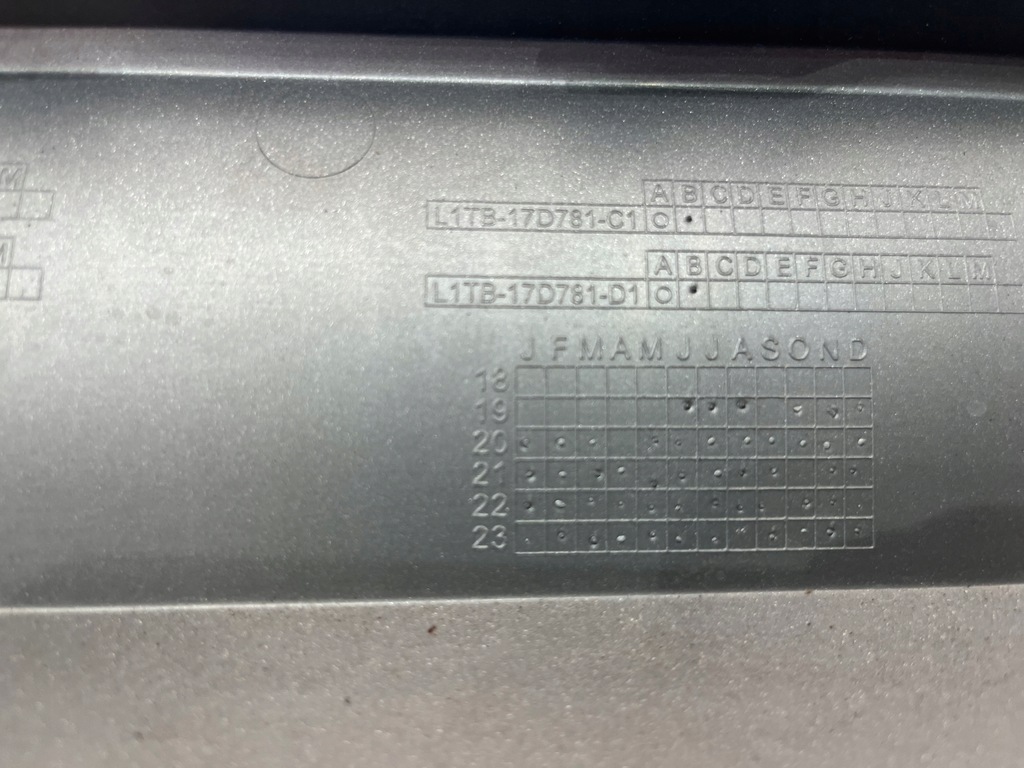 M
M
A B C D E F G H J K L M
L1TB-17D781-C1
A B C D E F G H J K L M
L1TB-17D781-D1
J F M A M J J A S O N D
18
19
20
21
22
23